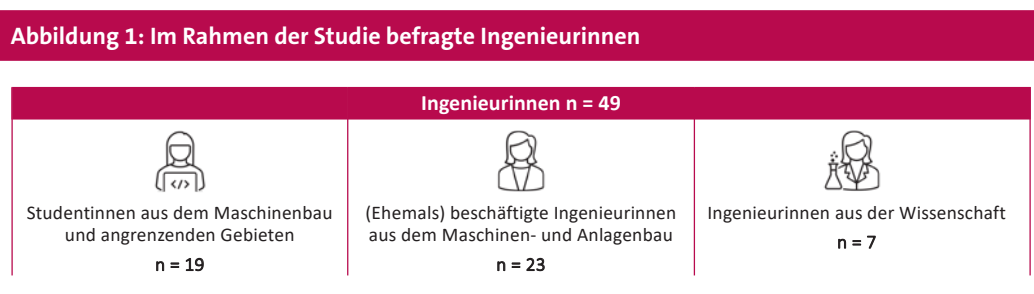 Abbildung 1: Im Rahmen der Studie befragte Ingenieurinnen
Ingenieurinnen n = 49
</>
Studentinnen aus dem Maschinenbau
und angrenzenden Gebieten
n = 19
(Ehemals) beschäftigte Ingenieurinnen
aus dem Maschinen- und Anlagenbau
n = 23
Ingenieurinnen aus der Wissenschaft
n = 7